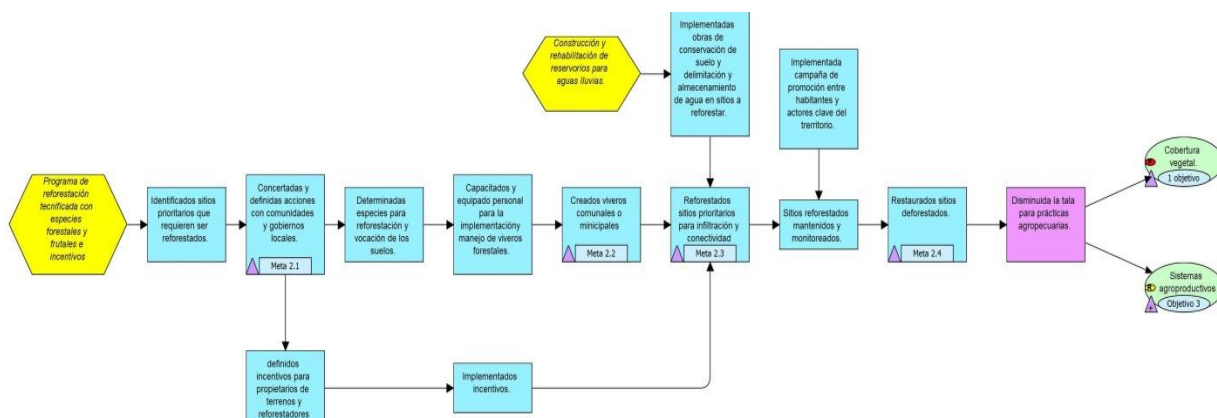 Construcción y
rehabilitación de
reservorios para
aguas lluvias.
Implementadas
obras de
conservación de
suelo y
delimitación y
almecenamiento
de agua en sitios a
reforestar.
Implementada
campaña de
promoción entre
habitantes y
actores clave del
trerritorio.
Programa de
reforestación
tecnificada con
especies
forestales y
frutales e
incentivos
Identificados sitios
prioritarios que
requieren ser
reforestados.
Concertadas y
definidas acciones
con comunidades
y gobiernos
locales.
Meta 2.1
Determinadas
especies para
reforestación y
vocación de los
suelos.
Capacitados y
equipado personal
para la
implementacióny
manejo de viveros
forestales.
Creados viveros
comunales o
minicipales
Meta 2.2
Reforestados
sitios prioritarios
para infiltración y
conectividad
Meta 2.3
Sitios reforestados
mantenidos y
monitoreados.
Restaurados sitios
deforestados.
Meta 2.4
Disminuida la tala
para prácticas
agropecuarias.
Cobertura
vegetal.
1 objetivo
Sistemas
agroproductivos
Objetivo 3
definidos
incentivos para
propietarios de
terrenos y
reforestadores
Implementados
incentivos.